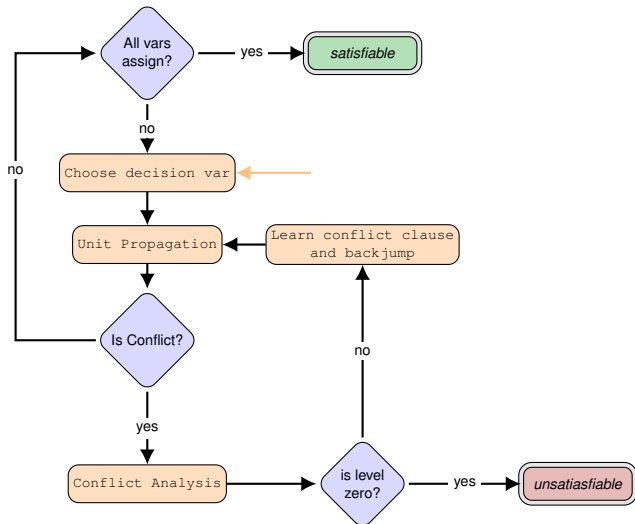 All vars
assign?
yes
satisfiable
no
Choose decision var
no
Unit Propagation
Learn conflict clause
and backjump
Is Conflict?
no
yes
Conflict Analysis
is level
zero?
yes
unsatiasfiable